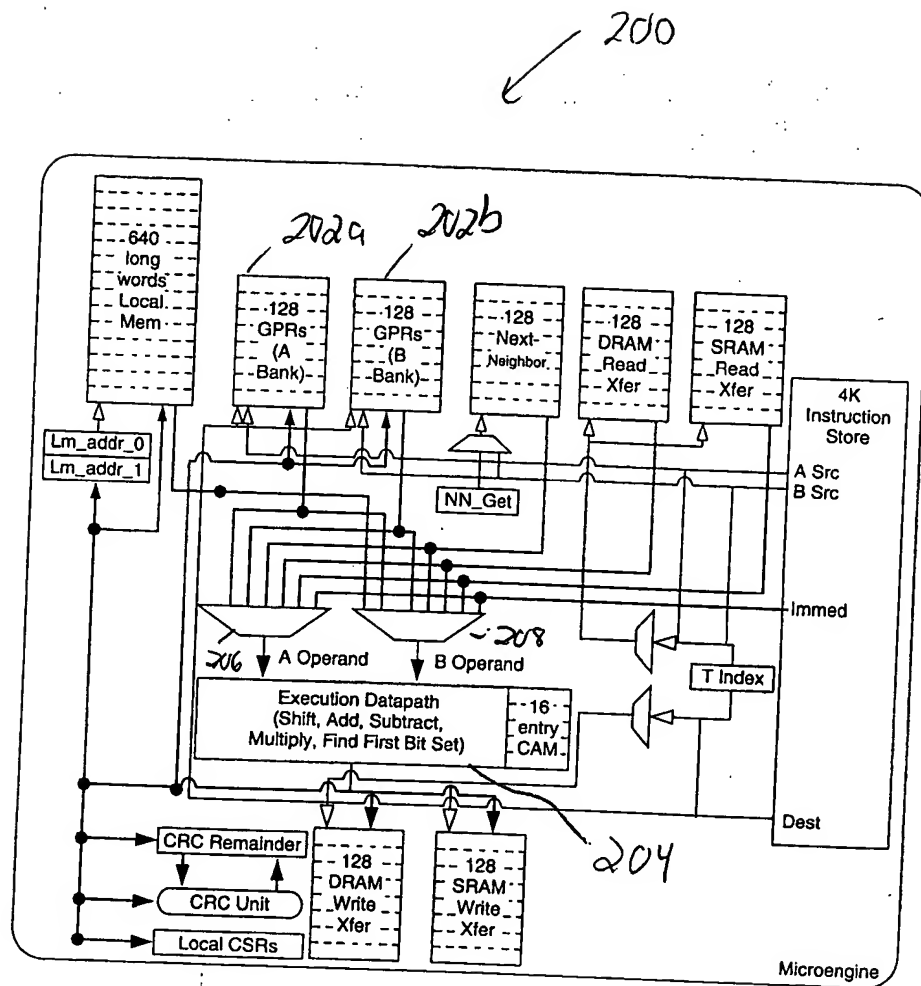 200
202a
202b
640
long
words
Local
Mem
128
GPRs
(A
Bank)
128
GPRs
(B
Bank)
128
Next-
Neighbor
128
DRAM
Read
Xfer
128
SRAM
Read
Xfer
4K
Instruction
Store
Lm_addr_0
Lm_addr_1
A Src
B Src
NN_Get
Immed
206
A Operand
B Operand
208
T Index
Execution Datapath
(Shift, Add, Subtract,
Multiply, Find First Bit Set)
16
entry
CAM
Dest
204
CRC Remainder
CRC Unit
Local CSRs
128
DRAM
Write
Xfer
128
SRAM
Write
Xfer
Microengine